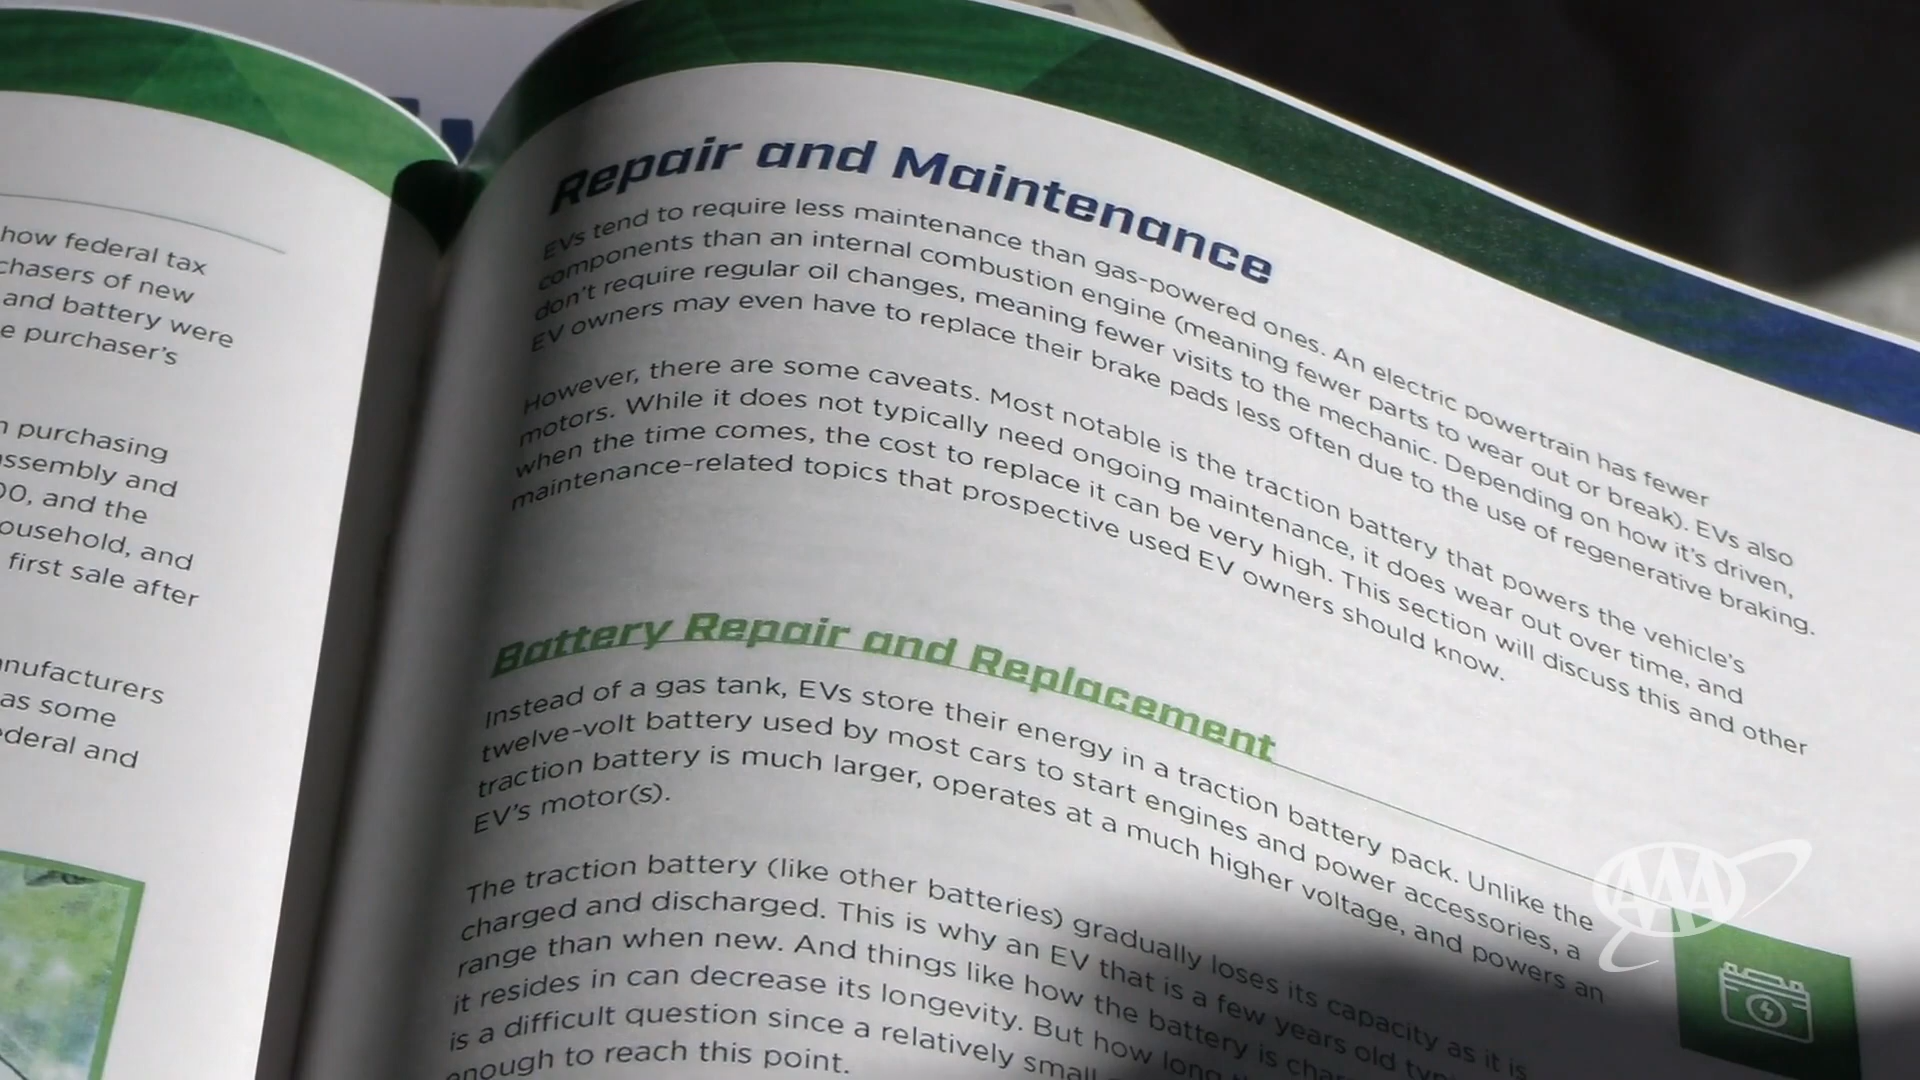 how federal tax
chasers of new
and battery were
e purchaser's
n purchasing
ssembly and
00, and the
ousehold, and
first sale after
nufacturers
as some
ederal and
Repair and Maintenance
EVs tend to require less maintenance than gas-powered ones. An electric powertrain has fewer
components than an internal combustion engine (meaning fewer parts to wear out or break). EVs also
don't require regular oil changes, meaning fewer visits to the mechanic. Depending on how it's driven,
EV owners may even have to replace their brake pads less often due to the use of regenerative braking.
However, there are some caveats. Most notable is the traction battery that powers the vehicle's
motors. While it does not typically need ongoing maintenance, it does wear out over time, and
when the time comes, the cost to replace it can be very high. This section will discuss this and other
maintenance-related topics that prospective used EV owners should know.
Battery Repair and Replacement
Instead of a gas tank, EVs store their energy in a traction battery pack. Unlike the
twelve-volt battery used by most cars to start engines and power accessories, a
traction battery is much larger, operates at a much higher voltage, and powers an
EV's motor(s).
The traction battery (like other batteries) gradually loses its capacity as it is
charged and discharged. This is why an EV that is a few years old
range than when new. And things like how the battery is
it resides in can decrease its longevity. But how long
is a difficult question since a relatively small
enough to reach this point.
AAA